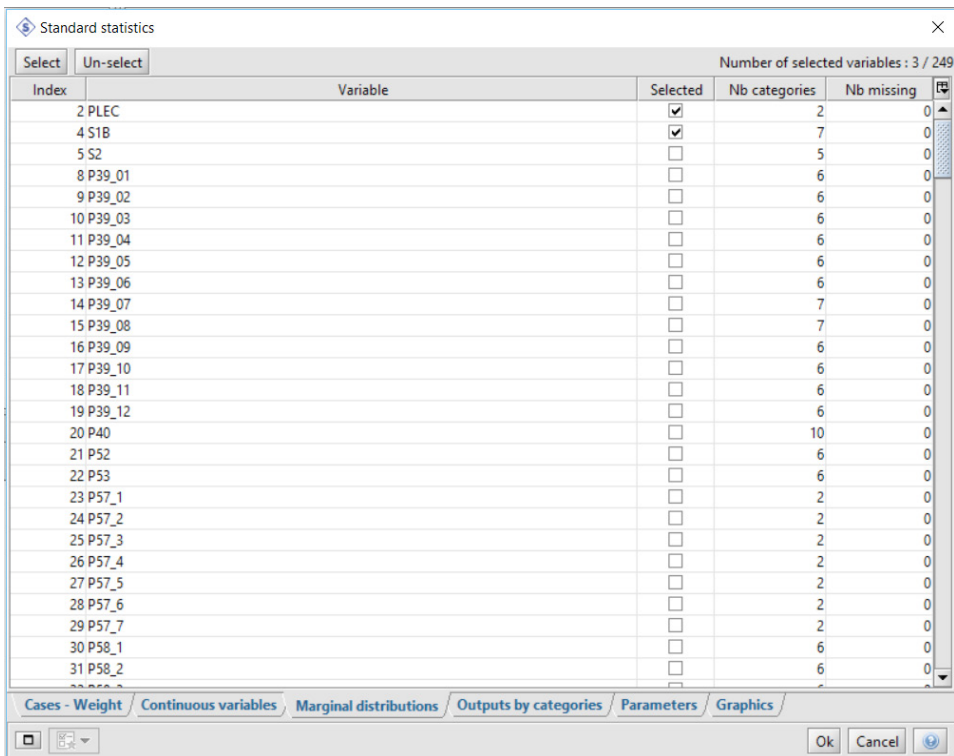 Standard statistics
Select Un-select Number of selected variables : 3 / 249
Index Variable Selected Nb categories Nb missing
2 PLEC 2 0
4 S1B 7 0
5 S2 5 0
8 P39_01 6 0
9 P39_02 6 0
10 P39_03 6 0
11 P39_04 6 0
12 P39_05 6 0
13 P39_06 6 0
14 P39_07 7 0
15 P39_08 7 0
16 P39_09 6 0
17 P39_10 6 0
18 P39_11 6 0
19 P39_12 6 0
20 P40 10 0
21 P52 6 0
22 P53 6 0
23 P57_1 2 0
24 P57_2 2 0
25 P57_3 2 0
26 P57_4 2 0
27 P57_5 2 0
28 P57_6 2 0
29 P57_7 2 0
30 P58_1 6 0
31 P58_2 6 0
Cases - Weight Continuous variables Marginal distributions Outputs by categories Parameters Graphics
Ok Cancel